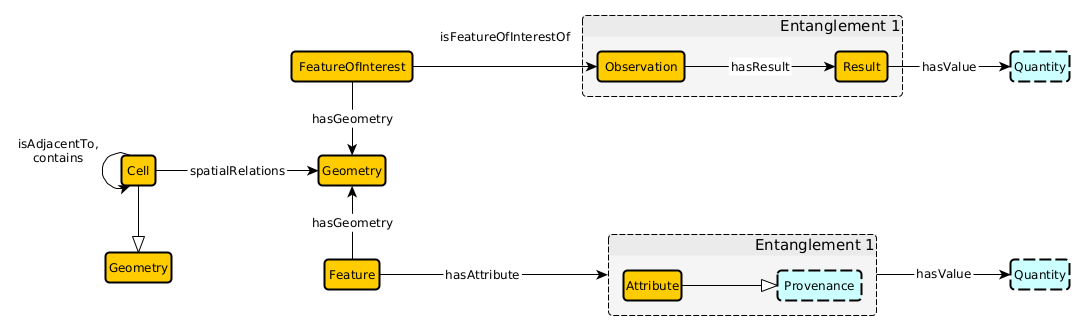 Entanglement 1
isFeatureOfInterestOf
FeatureOfInterest
Observation
hasResult
Result
hasValue
Quantity
hasGeometry
isAdjacentTo,
contains
Cell
spatialRelations
Geometry
hasGeometry
Entanglement 1
Geometry
Feature
hasAttribute
Attribute
Provenance
hasValue
Quantity